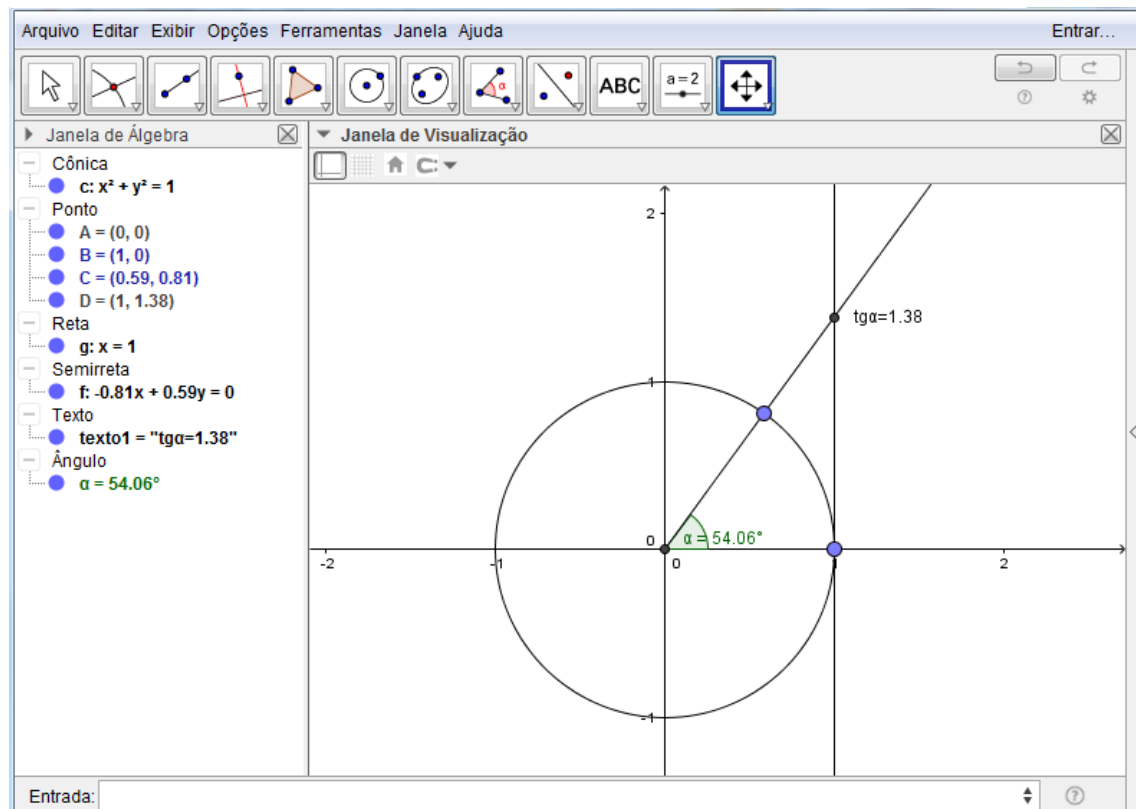 Arquivo Editar Exibir Opções Ferramentas Janela Ajuda Entrar...
ABC a=2
α
Janela de Álgebra
Cônica
c: x² + y² = 1
Ponto
A = (0, 0)
B = (1, 0)
C = (0.59, 0.81)
D = (1, 1.38)
Reta
g: x = 1
Semirreta
f: -0.81x + 0.59y = 0
Texto
texto1 = "tgα=1.38"
Ângulo
α = 54.06°
Janela de Visualização
2
tgα=1.38
1
0 α = 54.06°
-2 -1 0 1 2
-1
Entrada: